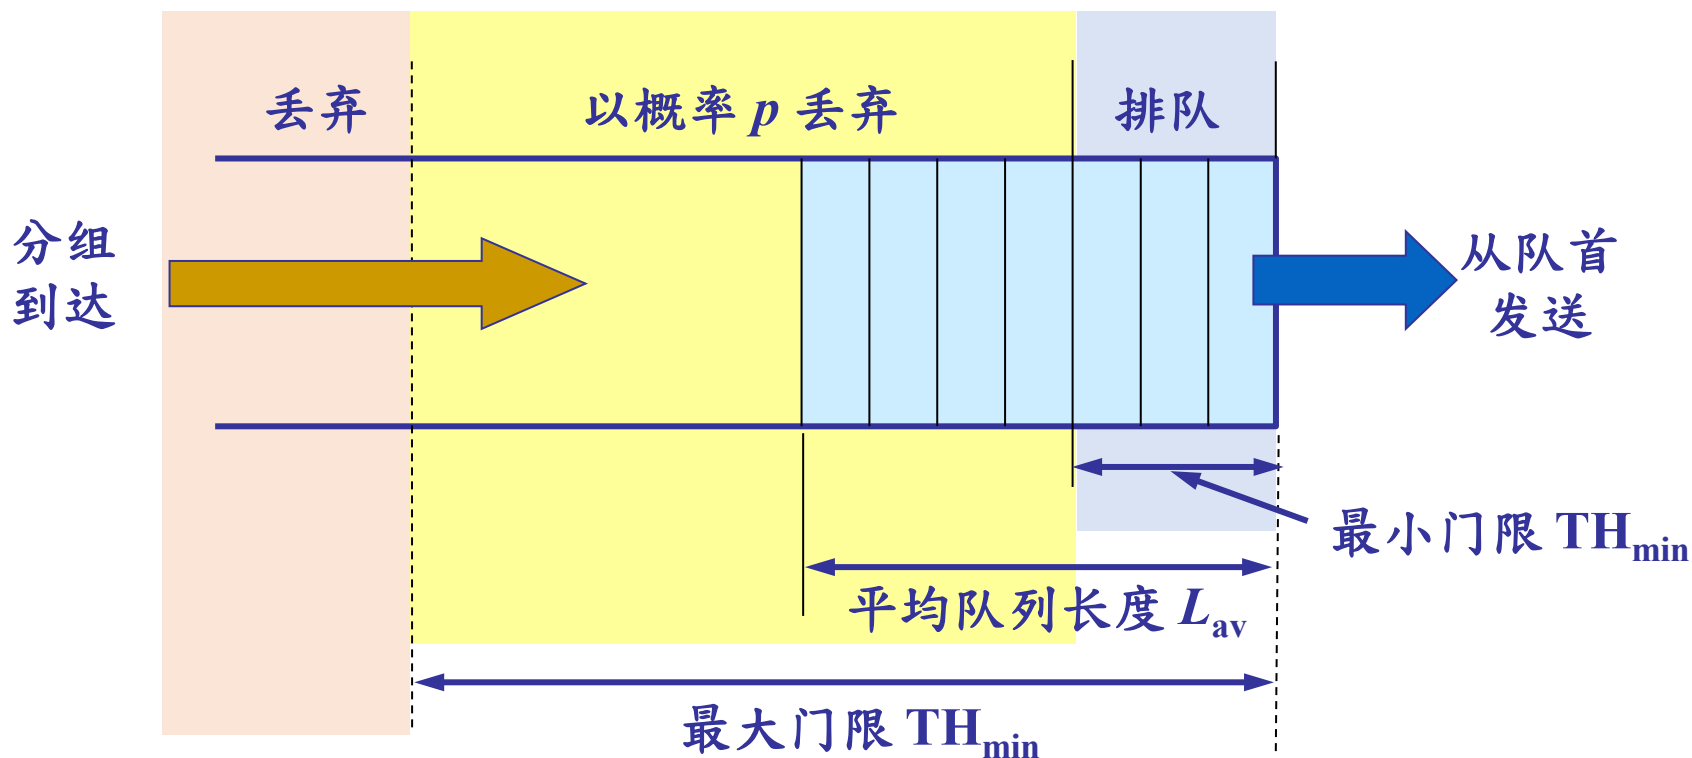 丢弃
以概率 p 丢弃
排队
分组
到达
从队首
发送
最小门限 THmin
平均队列长度 Lav
最大门限 THmin